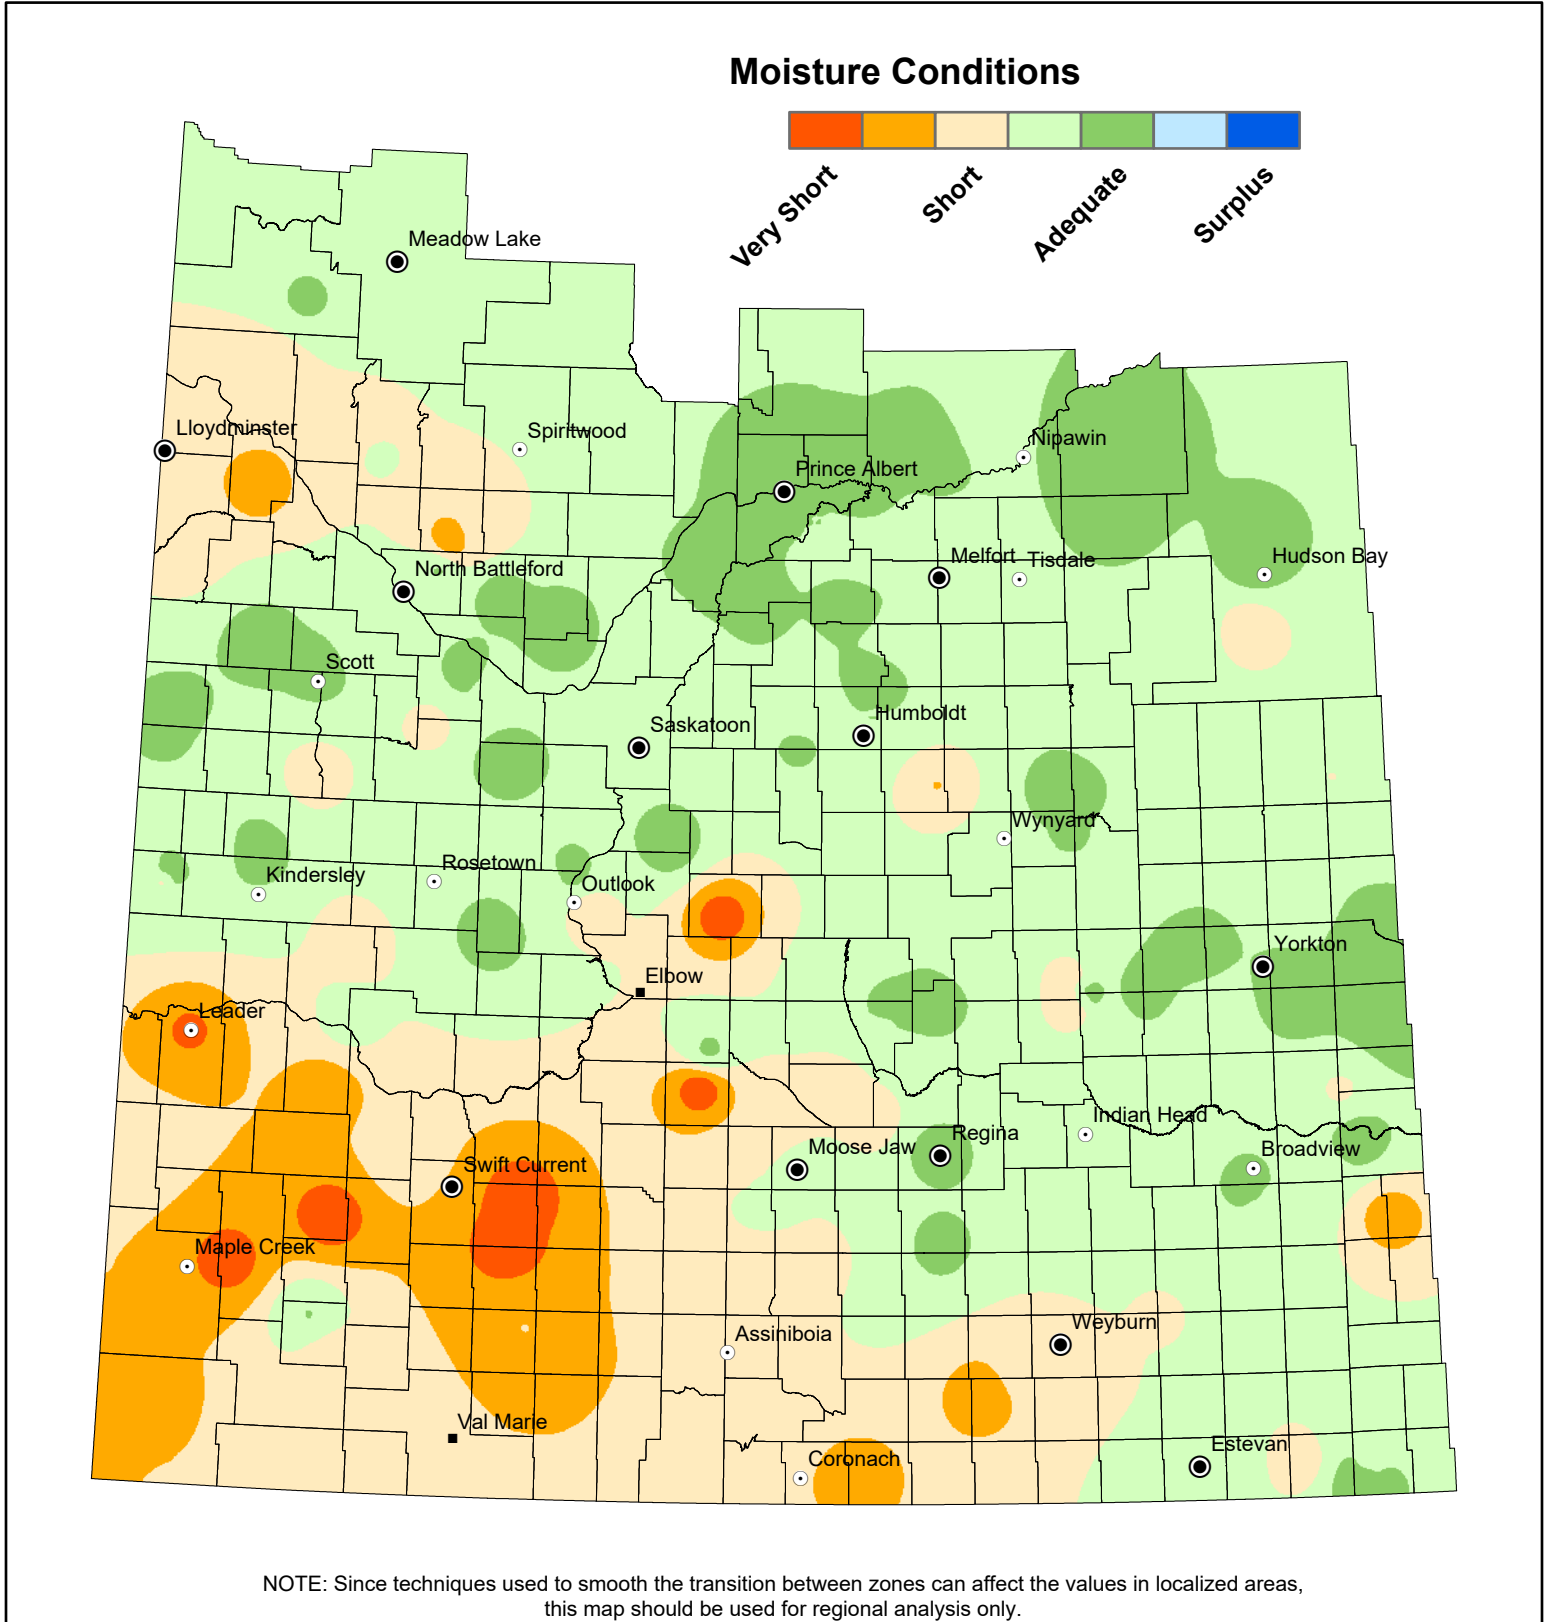 Moisture Conditions
Very Short
Short
Adequate
Surplus
Meadow Lake
Lloydminster
Spiritwood
Nipawin
Prince Albert
Melfort
Tisdale
Hudson Bay
North Battleford
Scott
Saskatoon
Humboldt
Wynyard
Rosetown
Kindersley
Outlook
Yorkton
Elbow
Leader
Indian Head
Regina
Moose Jaw
Broadview
Swift Current
Maple Creek
Weyburn
Assiniboia
Val Marie
Estevan
Coronach
NOTE: Since techniques used to smooth the transition between zones can affect the values in localized areas,
this map should be used for regional analysis only.